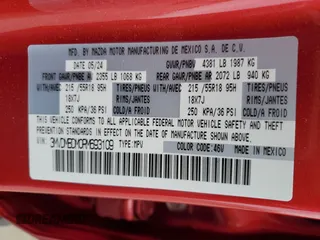 MFD. BY MAZDA MOTOR MANUFACTURING DE MEXICO S.A. DE C.V.
DATE 05/24 GVWR/PNBV 4381 LB 1987 KG
FRONT GAWR/PNBE AV 2355 LB 1068 KG REAR GAWR/PNBE AR 2072 LB 940 KG
WITH/AVEC 215/55R18 95H TIRES/PNEUS WITH/AVEC 215/55R18 95H TIRES/PNEUS
18X7J RIMS/JANTES 18X7J RIMS/JANTES
250 KPA/36 PSI COLD/A FROID 250 KPA/36 PSI COLD/A FROID
THIS VEHICLE CONFORMS TO ALL APPLICABLE FEDERAL MOTOR VEHICLE SAFETY AND
THEFT PREVENTION STANDARDS IN EFFECT ON THE DATE OF MANUFACTURE SHOWN ABOVE.
TYPE: MPV COLOR CODE: 46V
MADE IN MEXICO